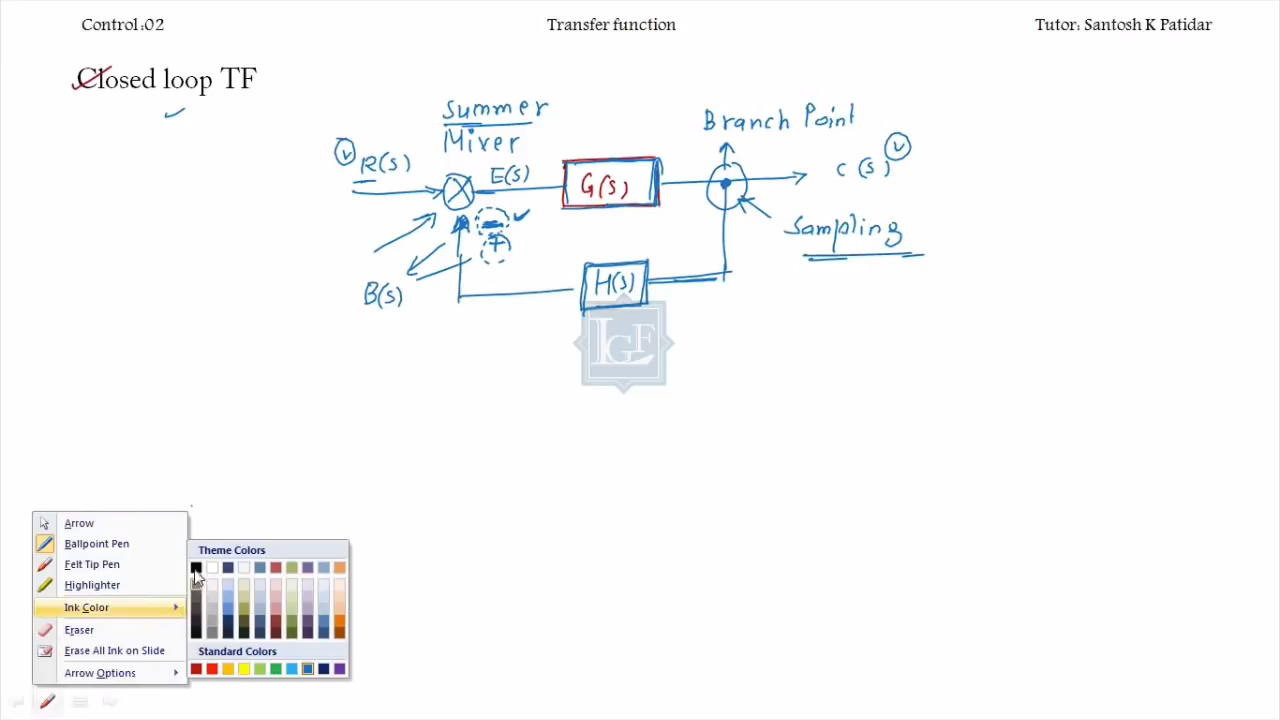 Control:02
Transfer function
Tutor: Santosh K Patidar
Closed loop TF
Summer
Mixer
Branch Point
V
R(s)
E(s)
G(s)
C(s)
V
Sampling
B(s)
H(s)
LGF
Arrow
Ballpoint Pen
Felt Tip Pen
Highlighter
Ink Color
Eraser
Erase All Ink on Slide
Arrow Options
Theme Colors
Standard Colors